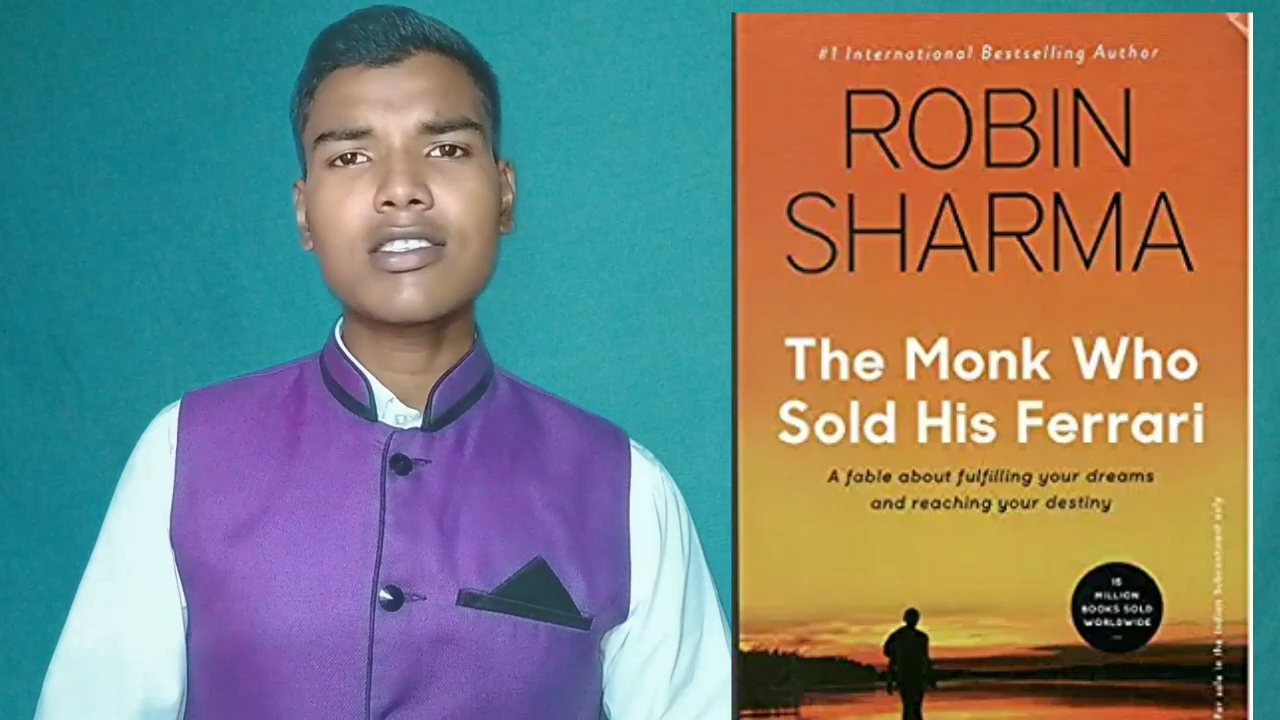 #1 International Bestselling Author
ROBIN
SHARMA
The Monk Who
Sold His Ferrari
A fable about fulfilling your dreams
and reaching your destiny
15
MILLION
BOOKS SOLD
WORLDWIDE
For sale in the Indian Subcontinent only